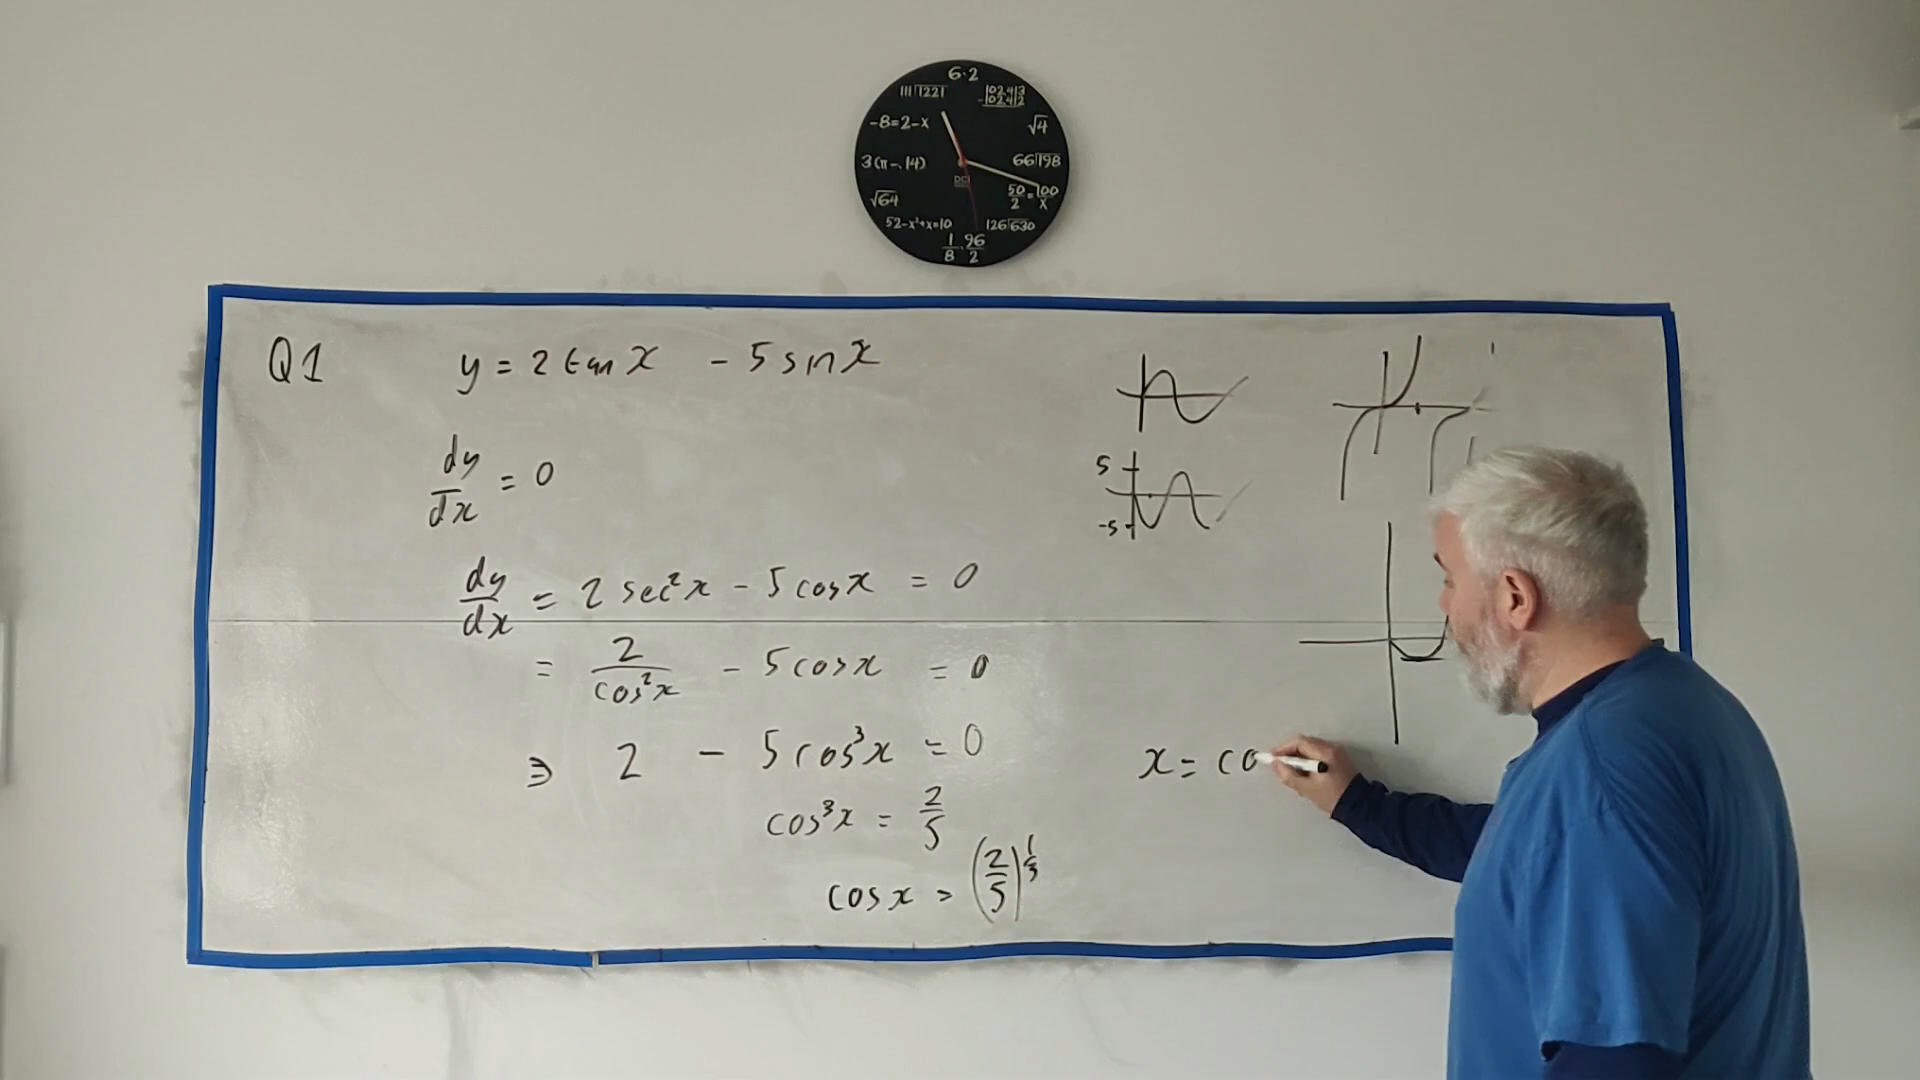 6·2
111⟌1221
102,413
-102,412
-8=2-x
√4
3(π-.14)
66⟌198
DCI
√64
50/2=100/x
52-x²+x=10
126⟌630
1/8·96/2
Q1 y = 2 tan x - 5 sin x
dy/dx = 0
dy/dx = 2 sec²x - 5 cos x = 0
= 2/cos²x - 5 cos x = 0
∋ 2 - 5 cos³x = 0
cos³x = 2/5
cos x = (2/5)^1/3
5
-5
x = co